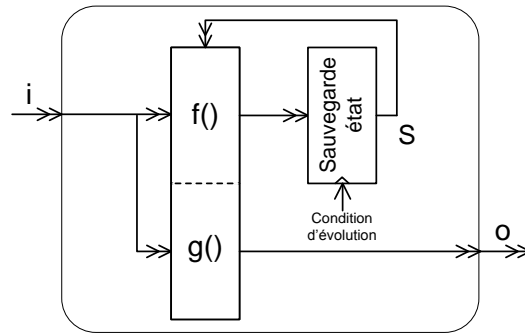 i
f()
Sauvegarde
état
S
Condition
d'évolution
g()
o